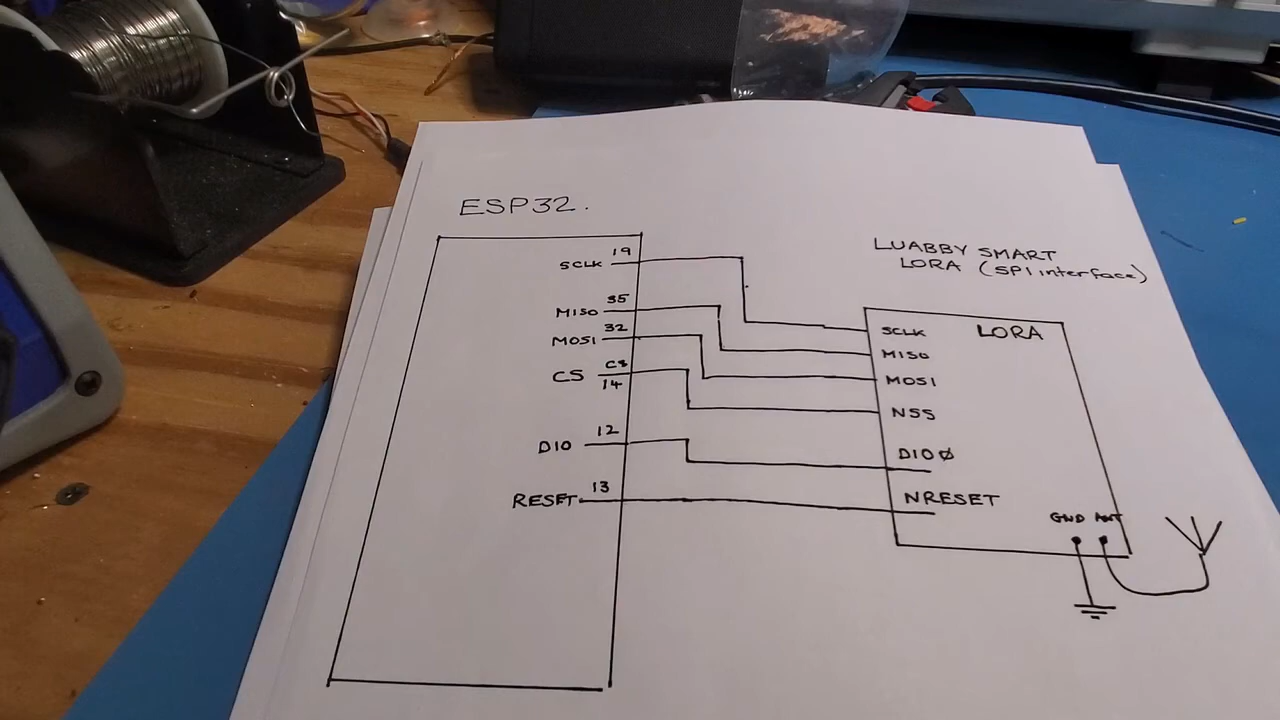 ESP32.
19
SCLK
35
MISO
32
MOSI
CS
CS
14
12
DIO
13
RESET
LUABBY SMART
LORA (SPI interface)
LORA
SCLK
MISO
MOSI
NSS
DIO0
NRESET
GND ANT